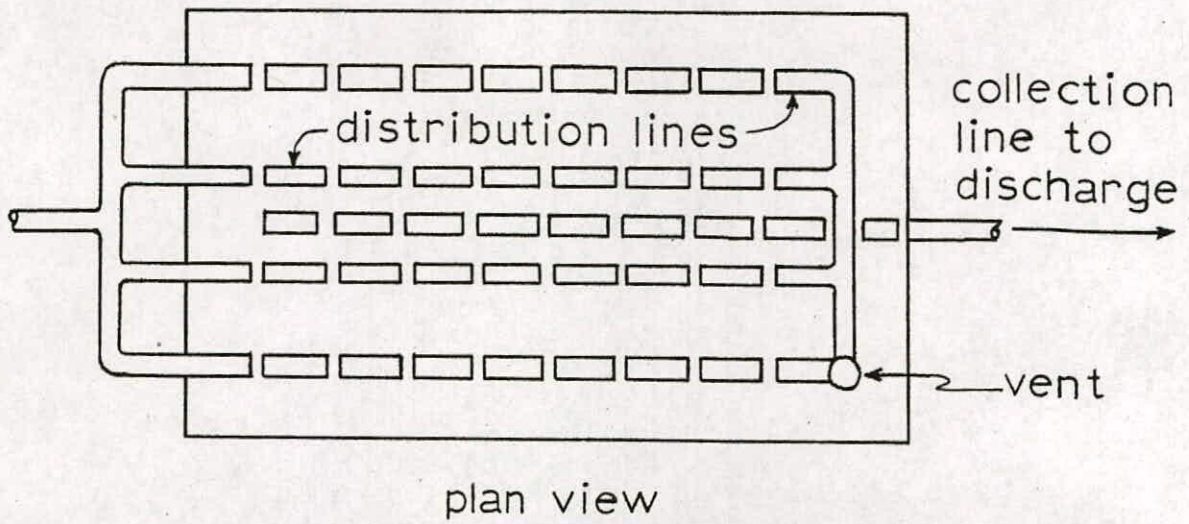 distribution lines
collection
line to
discharge
vent
plan view